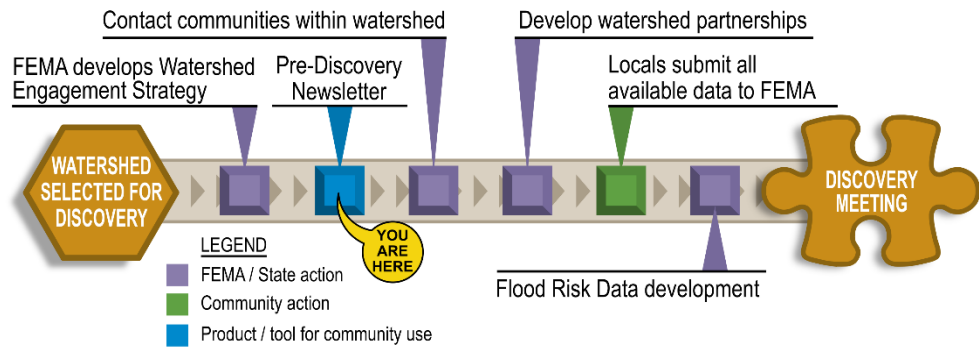 Contact communities within watershed
Develop watershed partnerships
FEMA develops Watershed
Engagement Strategy
Pre-Discovery
Newsletter
Locals submit all
available data to FEMA
WATERSHED
SELECTED FOR
DISCOVERY
DISCOVERY
MEETING
YOU
ARE
HERE
LEGEND
FEMA / State action
Community action
Product / tool for community use
Flood Risk Data development